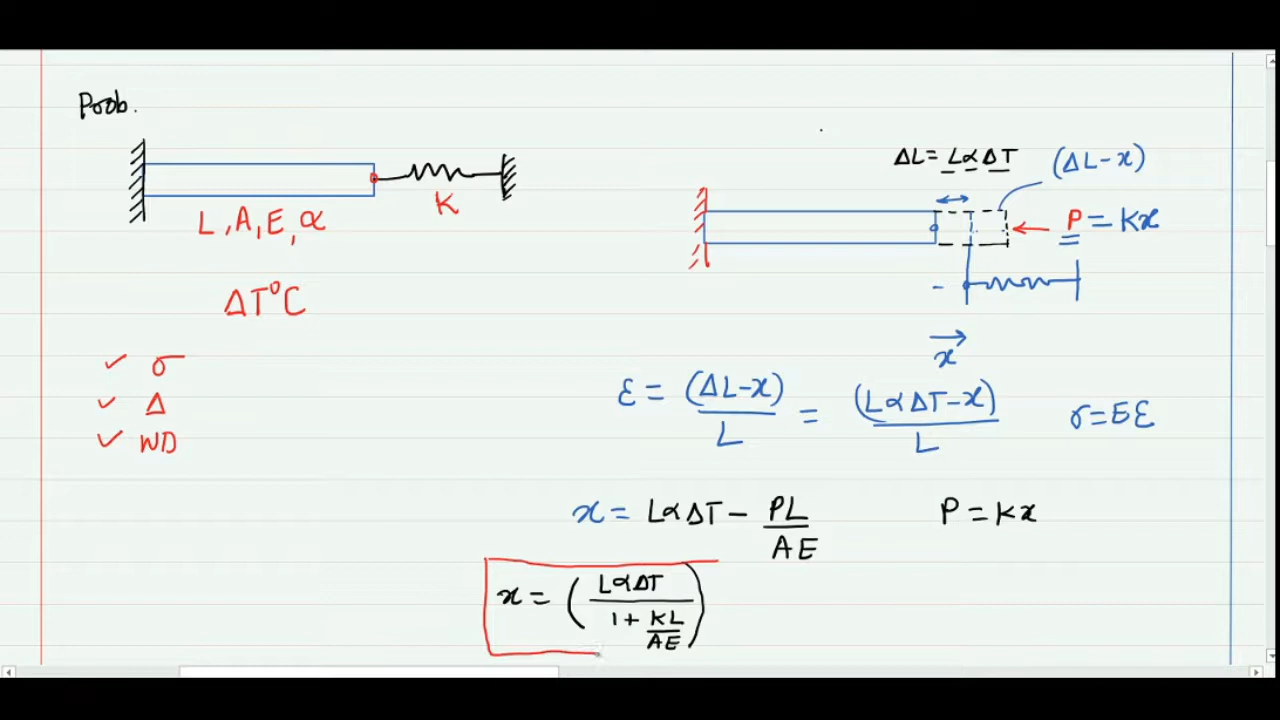 Prob.
K
L, A, E, α
ΔT°C
✓ σ
✓ Δ
✓ WD
ΔL = LαΔT (ΔL-x)
P = Kx
x
ε = (ΔL-x)/L = (LαΔT-x)/L σ=Eε
x = LαΔT - PL/AE P = Kx
x = (LαΔT/(1 + KL/AE))